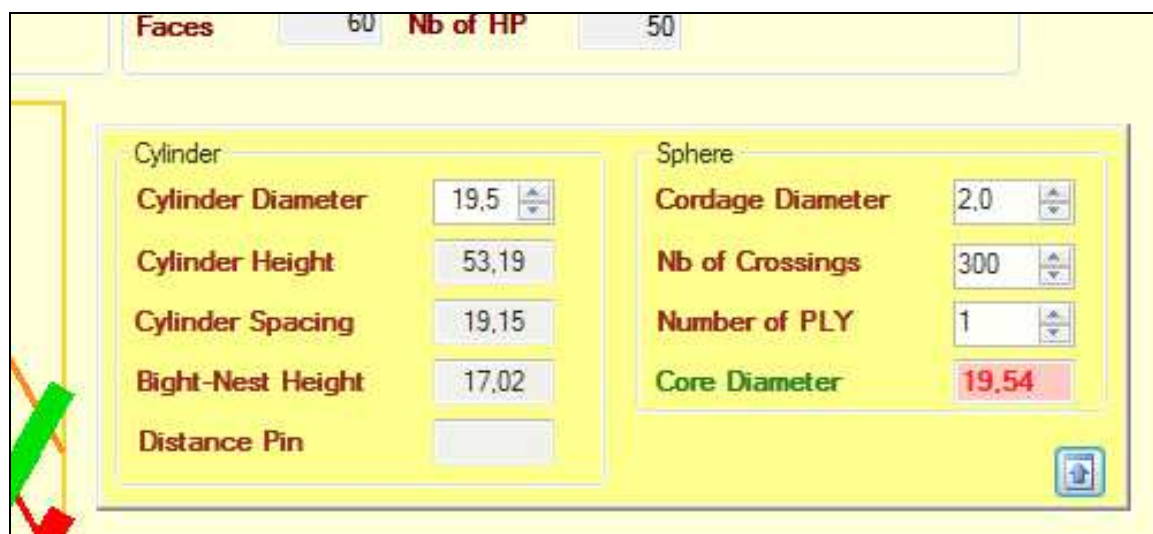 Faces 60 Nb of HP 50
Cylinder
Cylinder Diameter 19,5
Cylinder Height 53,19
Cylinder Spacing 19,15
Bight-Nest Height 17,02
Distance Pin
Sphere
Cordage Diameter 2,0
Nb of Crossings 300
Number of PLY 1
Core Diameter 19,54